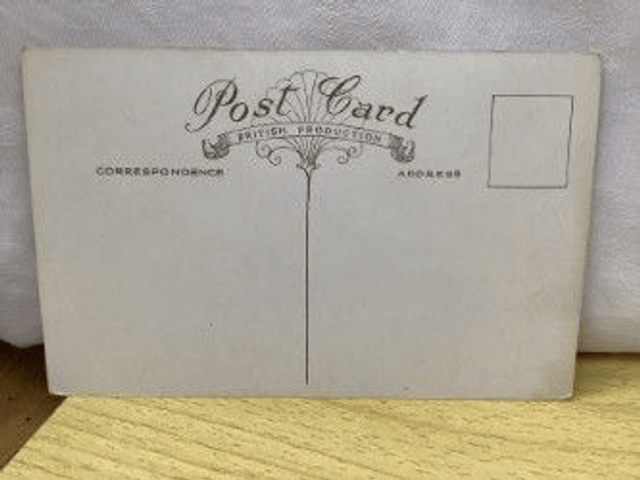 Post Card
BRITISH PRODUCTION
CORRESPONDENCE
ADDRESS